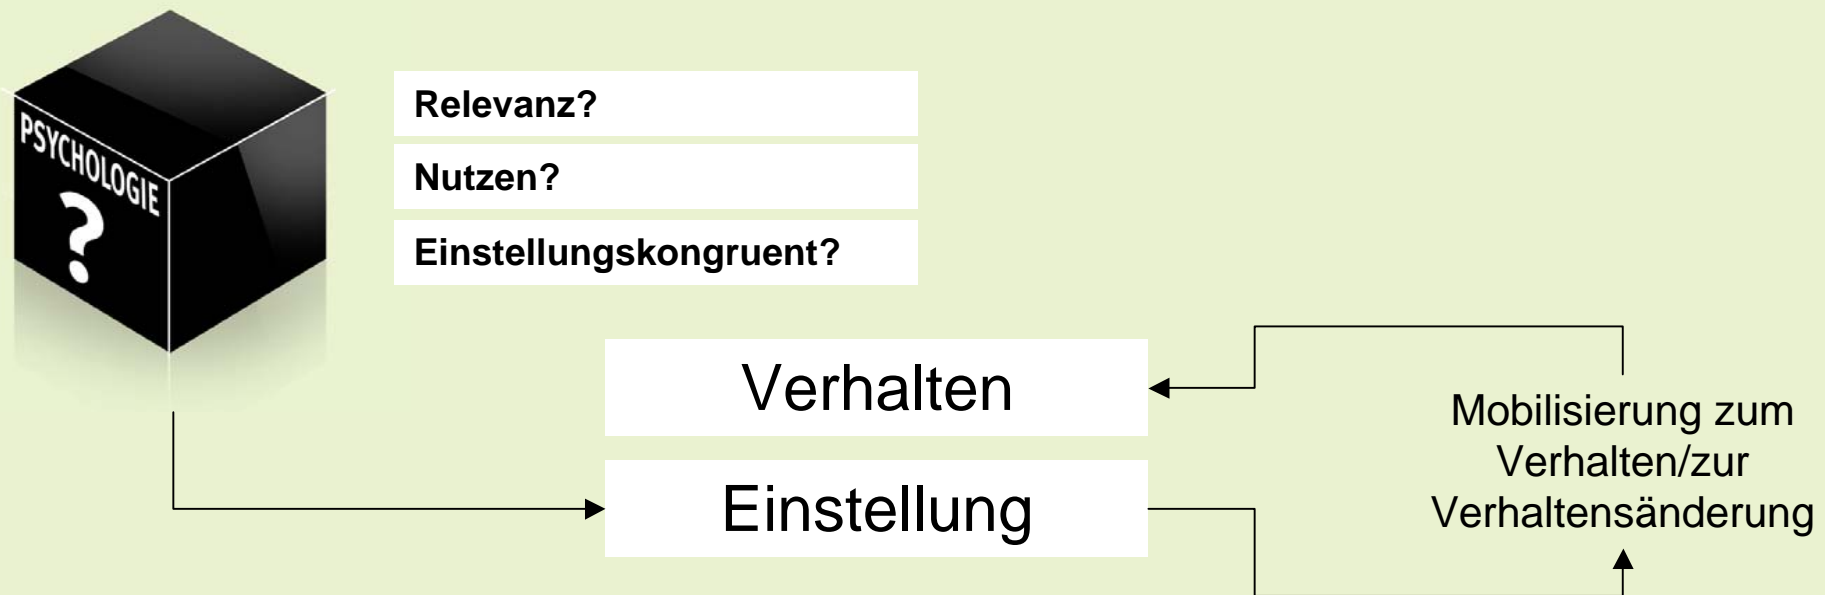 PSYCHOLOGIE
?
Relevanz?
Nutzen?
Einstellungskongruent?
Verhalten
Einstellung
Mobilisierung zum
Verhalten/zur
Verhaltensänderung